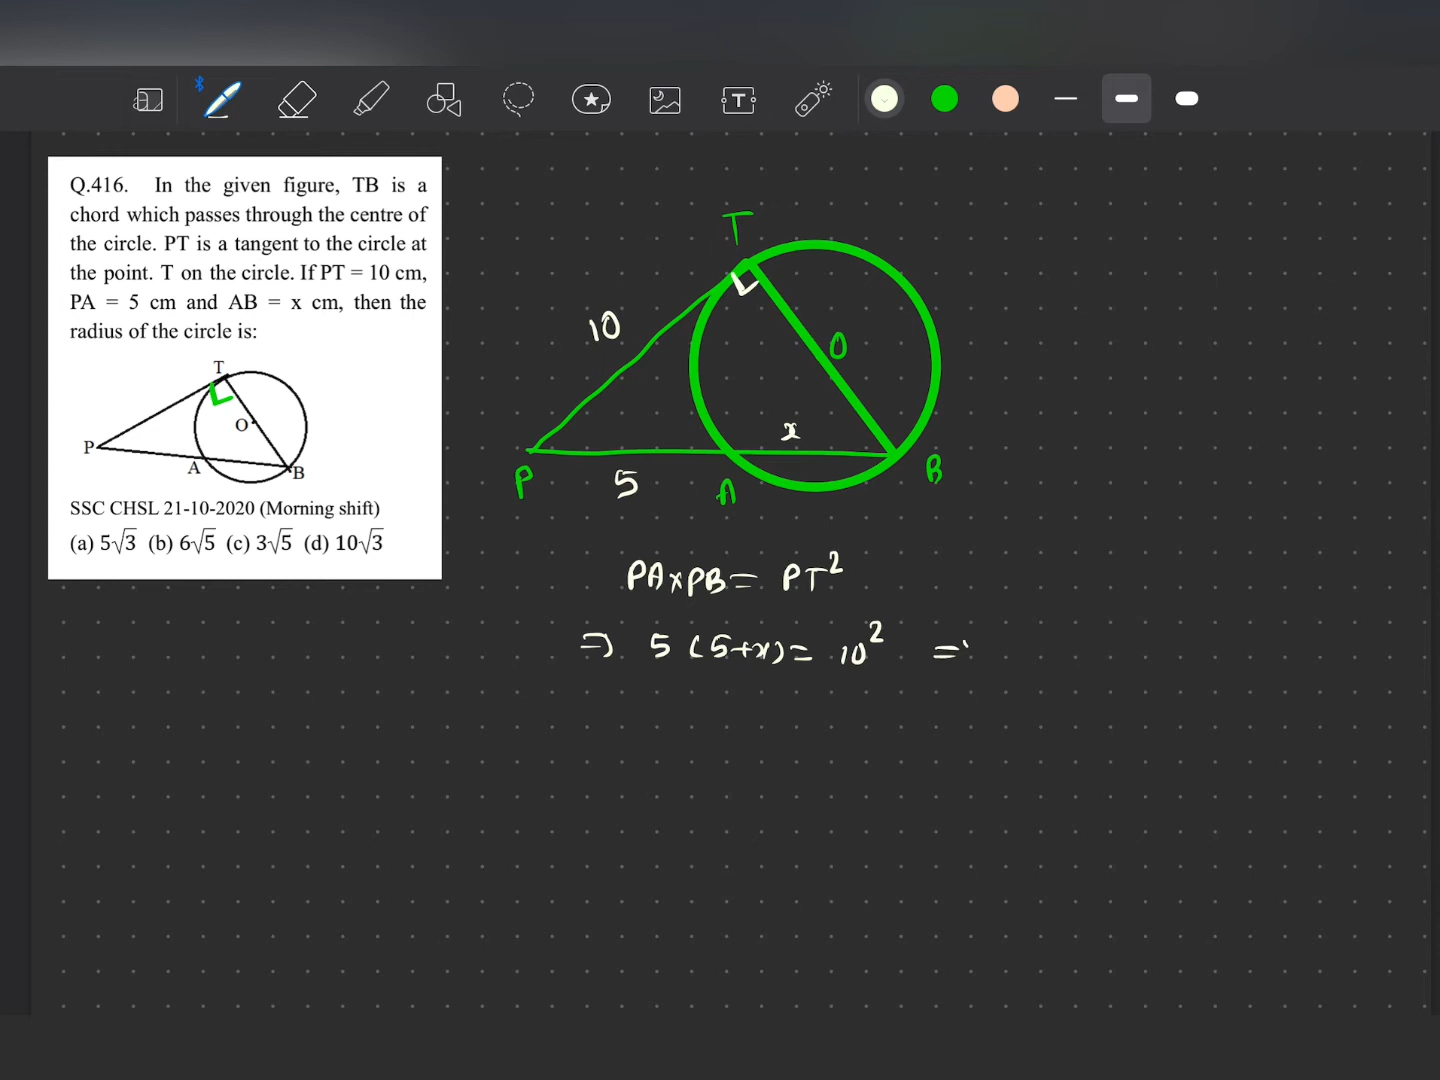 Q.416. In the given figure, TB is a
chord which passes through the centre of
the circle. PT is a tangent to the circle at
the point. T on the circle. If PT = 10 cm,
PA = 5 cm and AB = x cm, then the
radius of the circle is:
T
O
P
A
B
SSC CHSL 21-10-2020 (Morning shift)
(a) 5√3 (b) 6√5 (c) 3√5 (d) 10√3
T
10
O
x
P
5
A
B
PA×PB = PT²
⇒ 5 (5+x) = 10² =